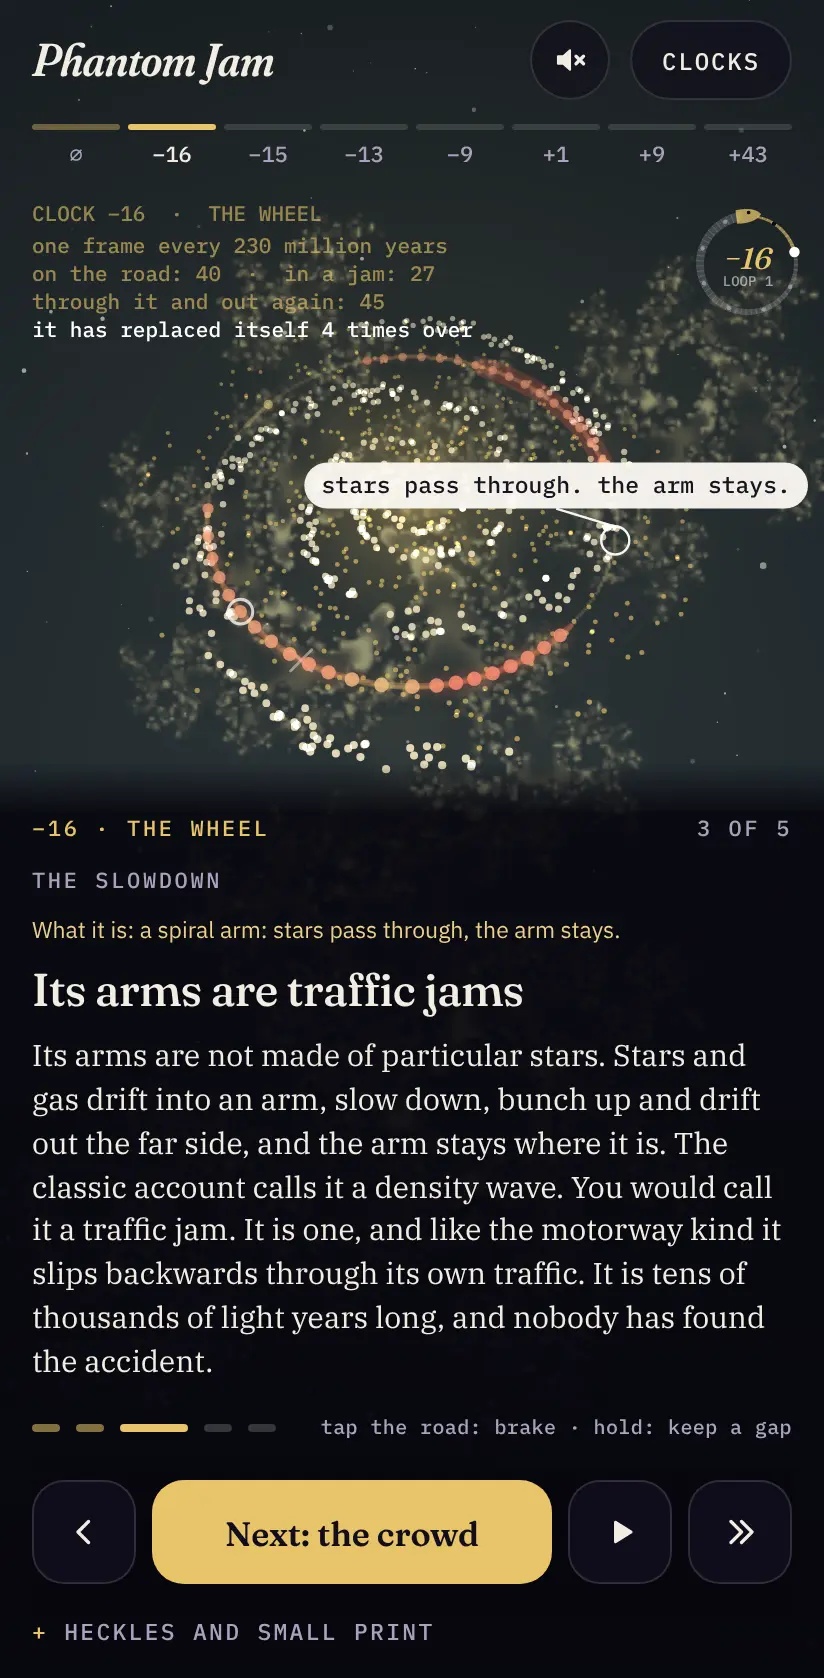 Phantom Jam
CLOCKS
∅ −16 −15 −13 −9 +1 +9 +43
CLOCK −16 · THE WHEEL
one frame every 230 million years
on the road: 40 · in a jam: 27
through it and out again: 45
it has replaced itself 4 times over
−16
LOOP 1
stars pass through. the arm stays.
−16 · THE WHEEL
3 OF 5
THE SLOWDOWN
What it is: a spiral arm: stars pass through, the arm stays.
Its arms are traffic jams
Its arms are not made of particular stars. Stars and
gas drift into an arm, slow down, bunch up and drift
out the far side, and the arm stays where it is. The
classic account calls it a density wave. You would call
it a traffic jam. It is one, and like the motorway kind it
slips backwards through its own traffic. It is tens of
thousands of light years long, and nobody has found
the accident.
tap the road: brake · hold: keep a gap
Next: the crowd
+ HECKLES AND SMALL PRINT